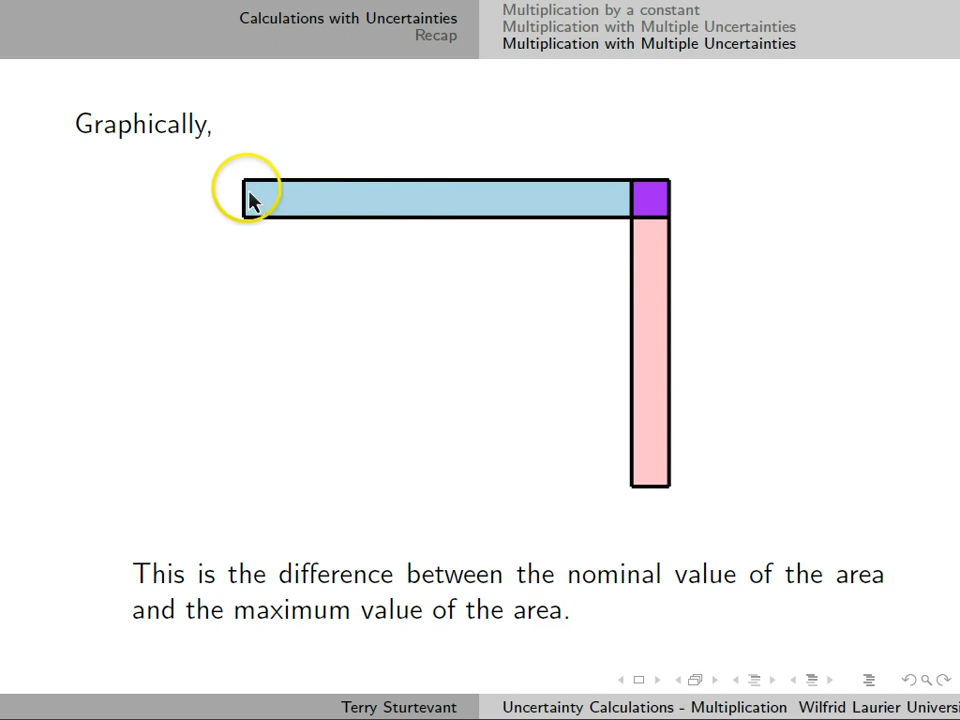 Calculations with Uncertainties
Recap
Multiplication by a constant
Multiplication with Multiple Uncertainties
Multiplication with Multiple Uncertainties
Graphically,
This is the difference between the nominal value of the area
and the maximum value of the area.
Terry Sturtevant
Uncertainty Calculations - Multiplication Wilfrid Laurier Universi